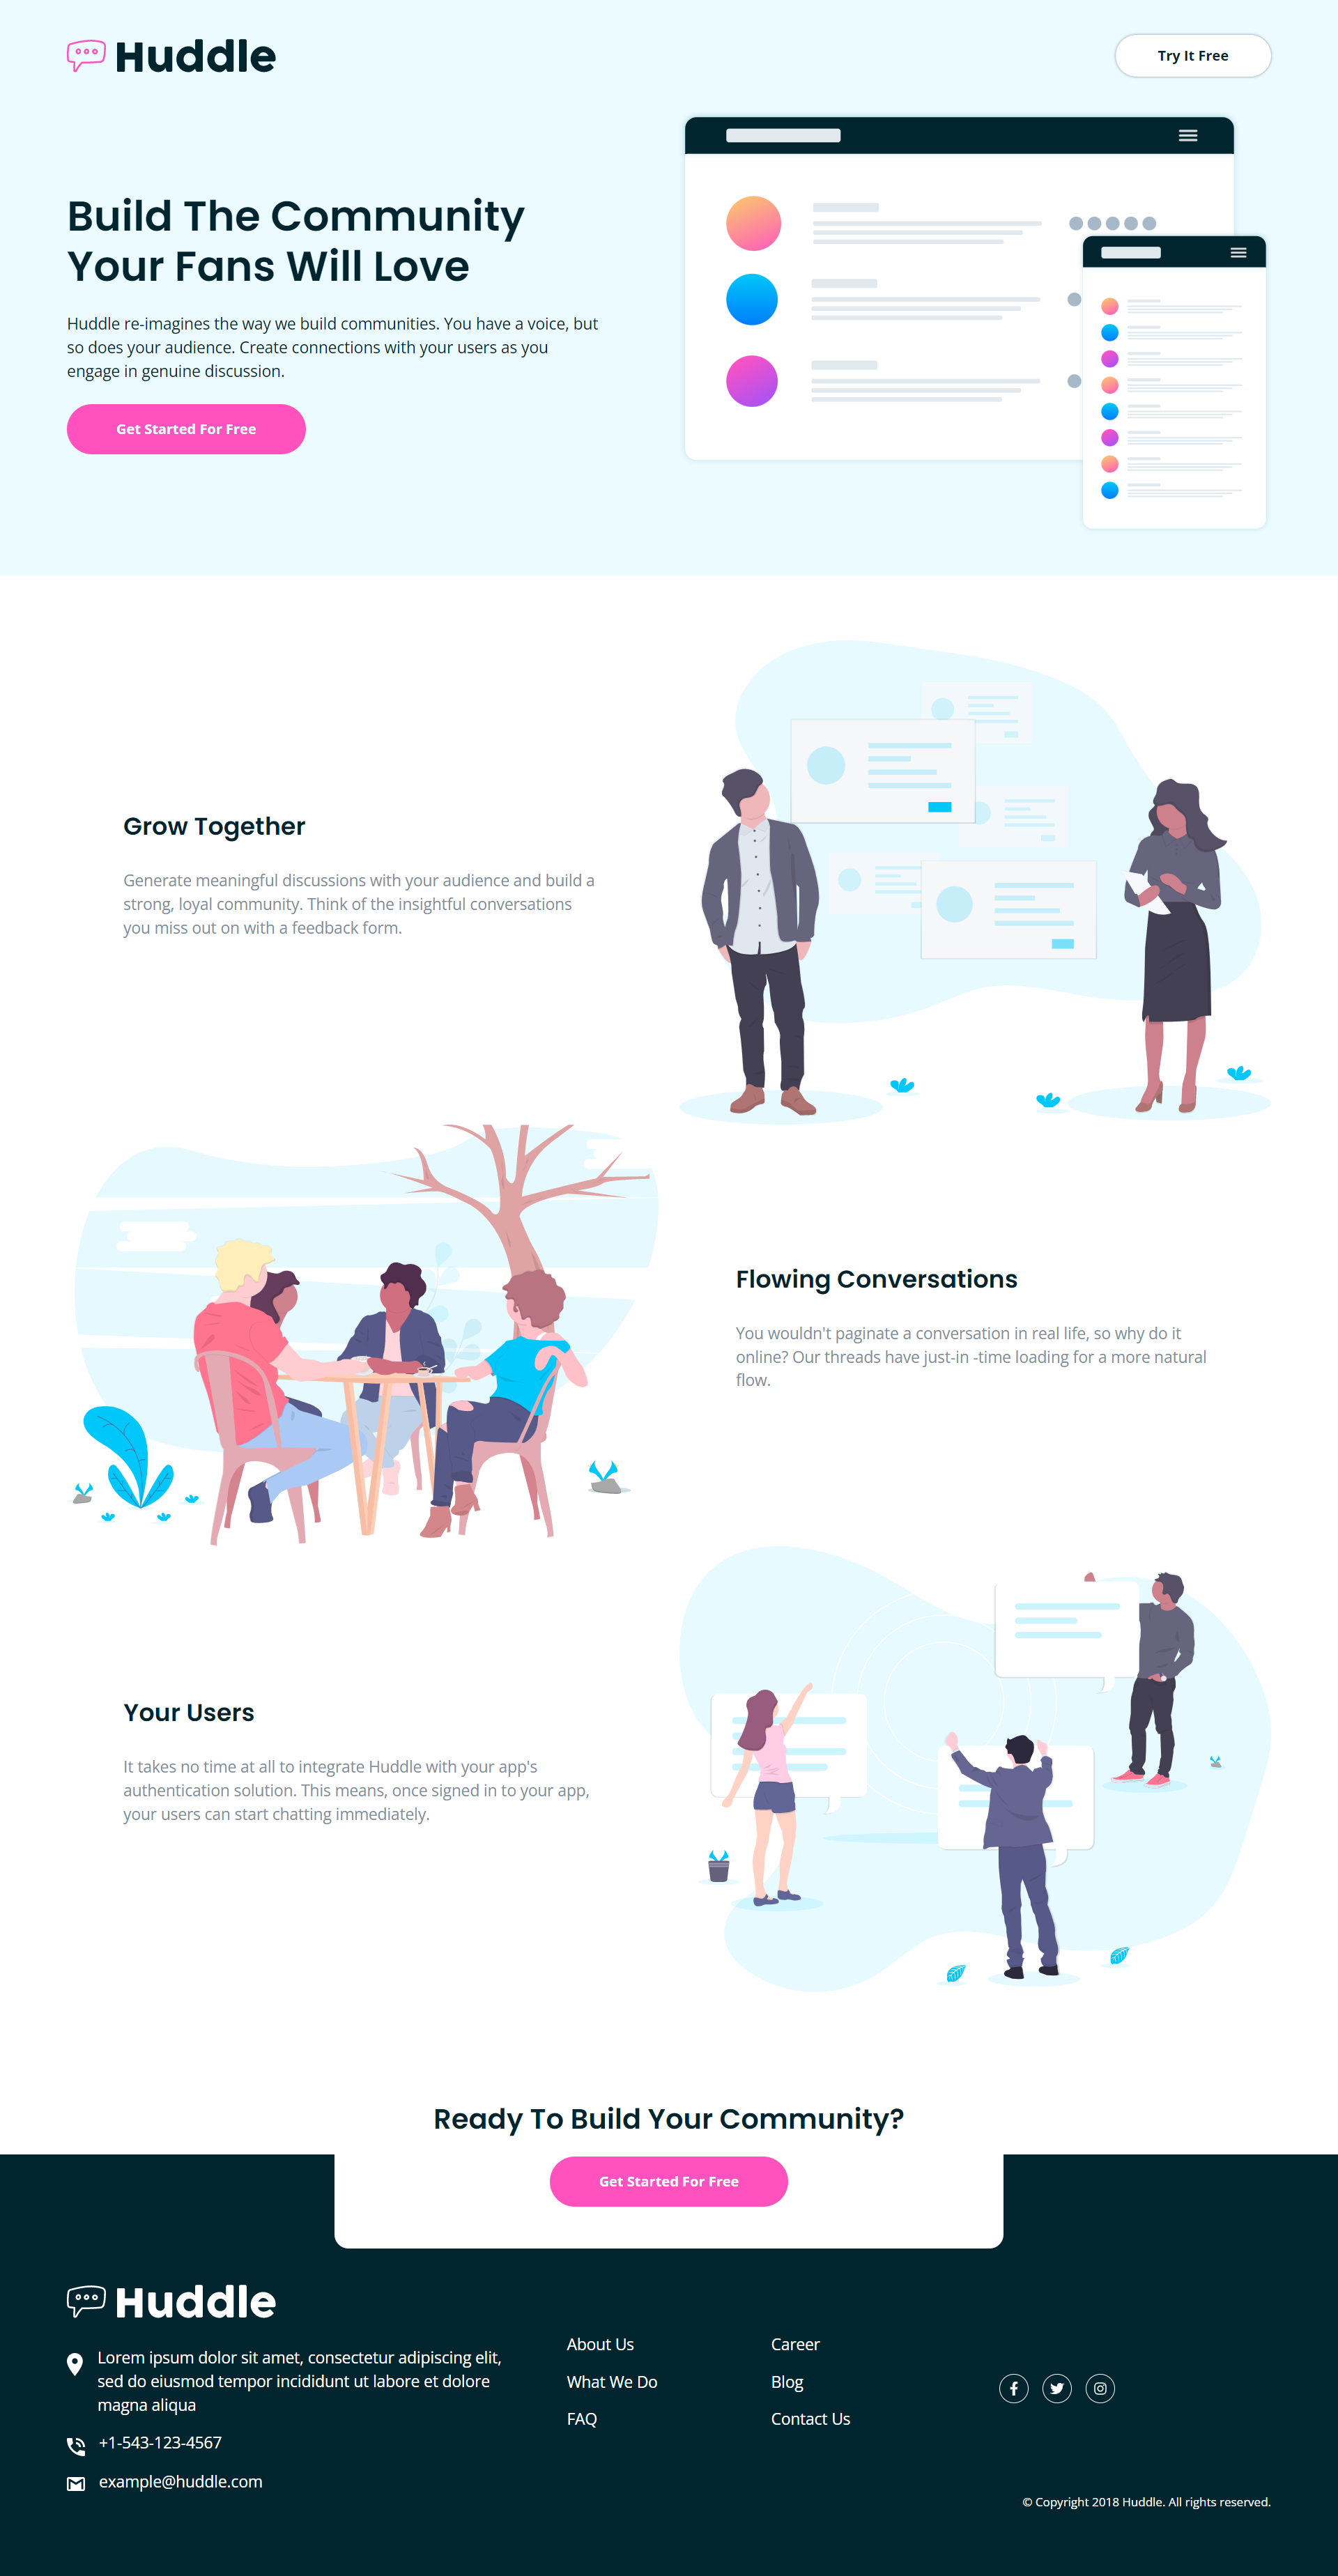 Huddle
Try It Free
Build The Community
Your Fans Will Love
Huddle re-imagines the way we build communities. You have a voice, but
so does your audience. Create connections with your users as you
engage in genuine discussion.
Get Started For Free
Grow Together
Generate meaningful discussions with your audience and build a
strong, loyal community. Think of the insightful conversations
you miss out on with a feedback form.
Flowing Conversations
You wouldn't paginate a conversation in real life, so why do it
online? Our threads have just-in -time loading for a more natural
flow.
Your Users
It takes no time at all to integrate Huddle with your app's
authentication solution. This means, once signed in to your app,
your users can start chatting immediately.
Ready To Build Your Community?
Get Started For Free
Huddle
Lorem ipsum dolor sit amet, consectetur adipiscing elit,
sed do eiusmod tempor incididunt ut labore et dolore
magna aliqua
+1-543-123-4567
example@huddle.com
About Us
What We Do
FAQ
Career
Blog
Contact Us
© Copyright 2018 Huddle. All rights reserved.